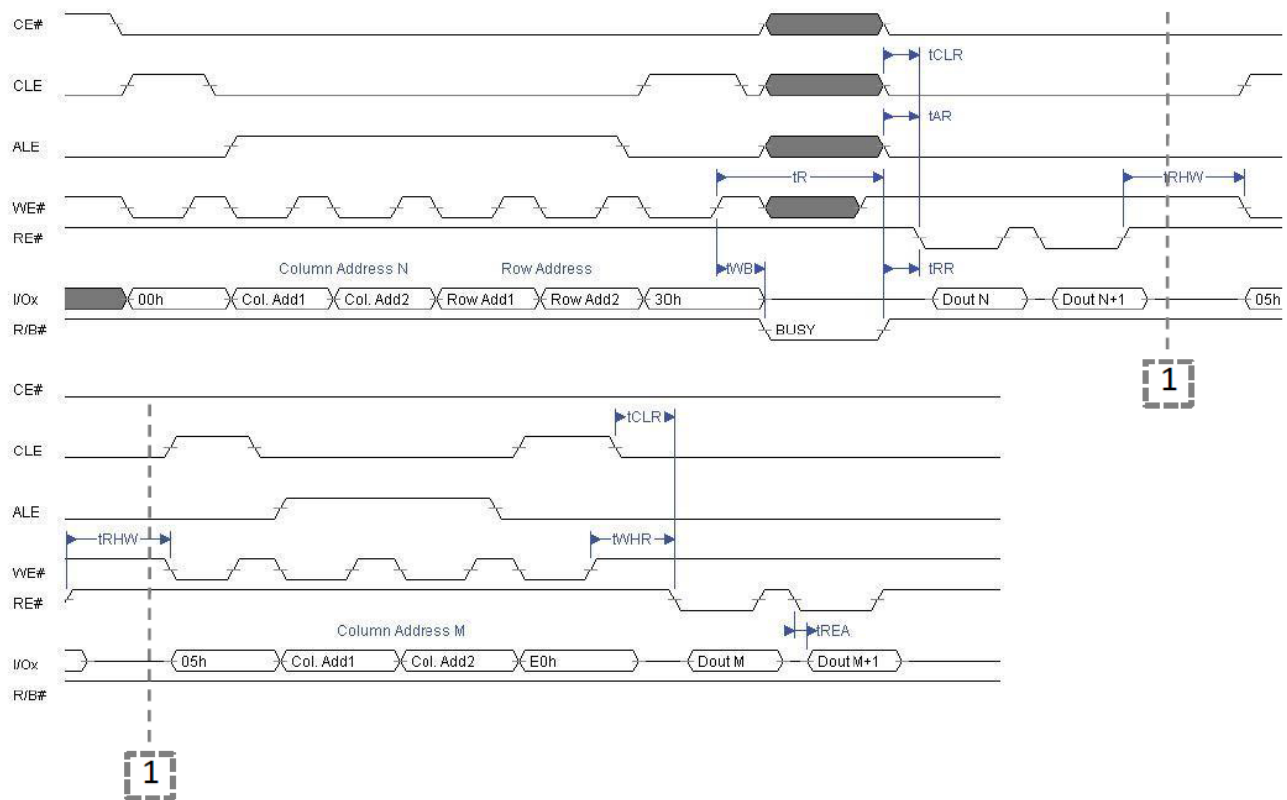 CE#
tCLR
CLE
tAR
ALE
tR
tRHW
WE#
RE#
tWB
tRR
Column Address N Row Address
I/Ox 00h Col. Add1 Col. Add2 Row Add1 Row Add2 30h Dout N Dout N+1 05h
R/B# BUSY
1
CE#
tCLR
CLE
ALE
tRHW tWHR
WE#
RE#
Column Address M tREA
I/Ox 05h Col. Add1 Col. Add2 E0h Dout M Dout M+1
R/B#
1